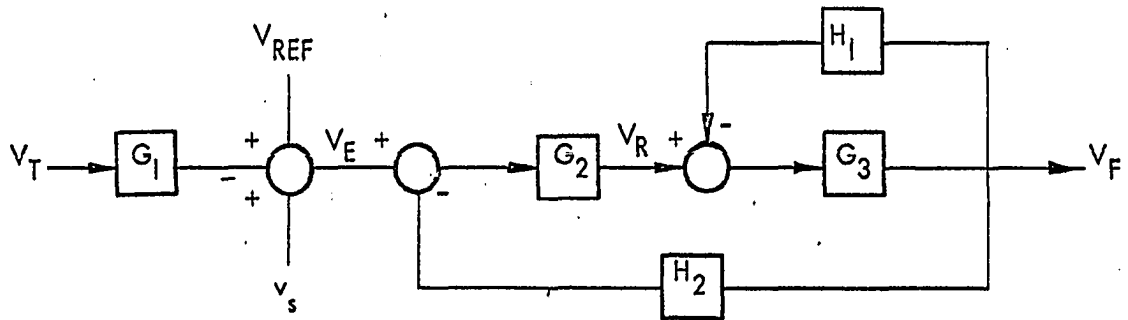 V_REF
H_1
V_T G_1 + - + V_E + - G_2 V_R + - G_3 V_F
H_2
v_s